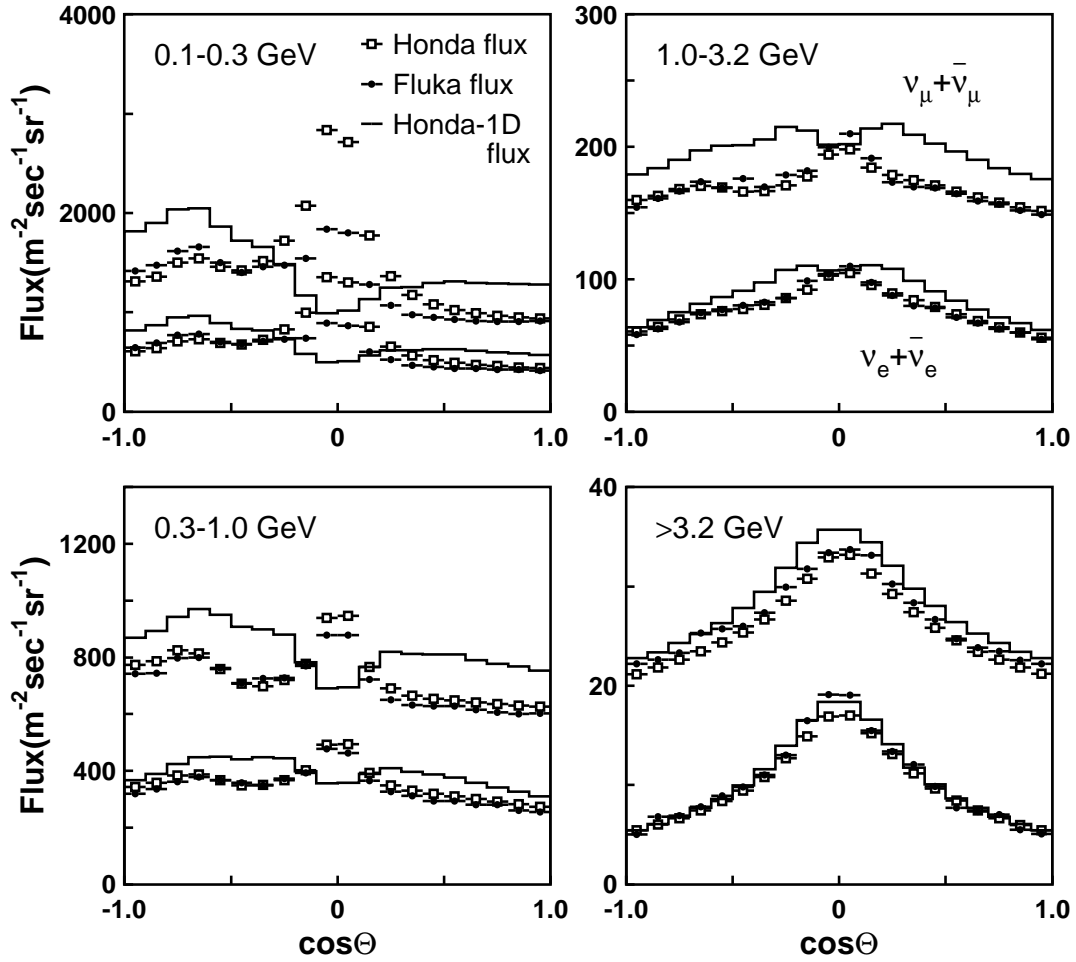 4000
0.1-0.3 GeV
Honda flux
Fluka flux
Honda-1D
flux
2000
0
-1.0
0
1.0
Flux(m⁻²sec⁻¹sr⁻¹)
300
1.0-3.2 GeV
νμ+ν̄μ
200
100
νe+ν̄e
0
-1.0
0
1.0
0.3-1.0 GeV
1200
800
400
0
-1.0
0
1.0
Flux(m⁻²sec⁻¹sr⁻¹)
cosΘ
40
>3.2 GeV
20
0
-1.0
0
1.0
cosΘ